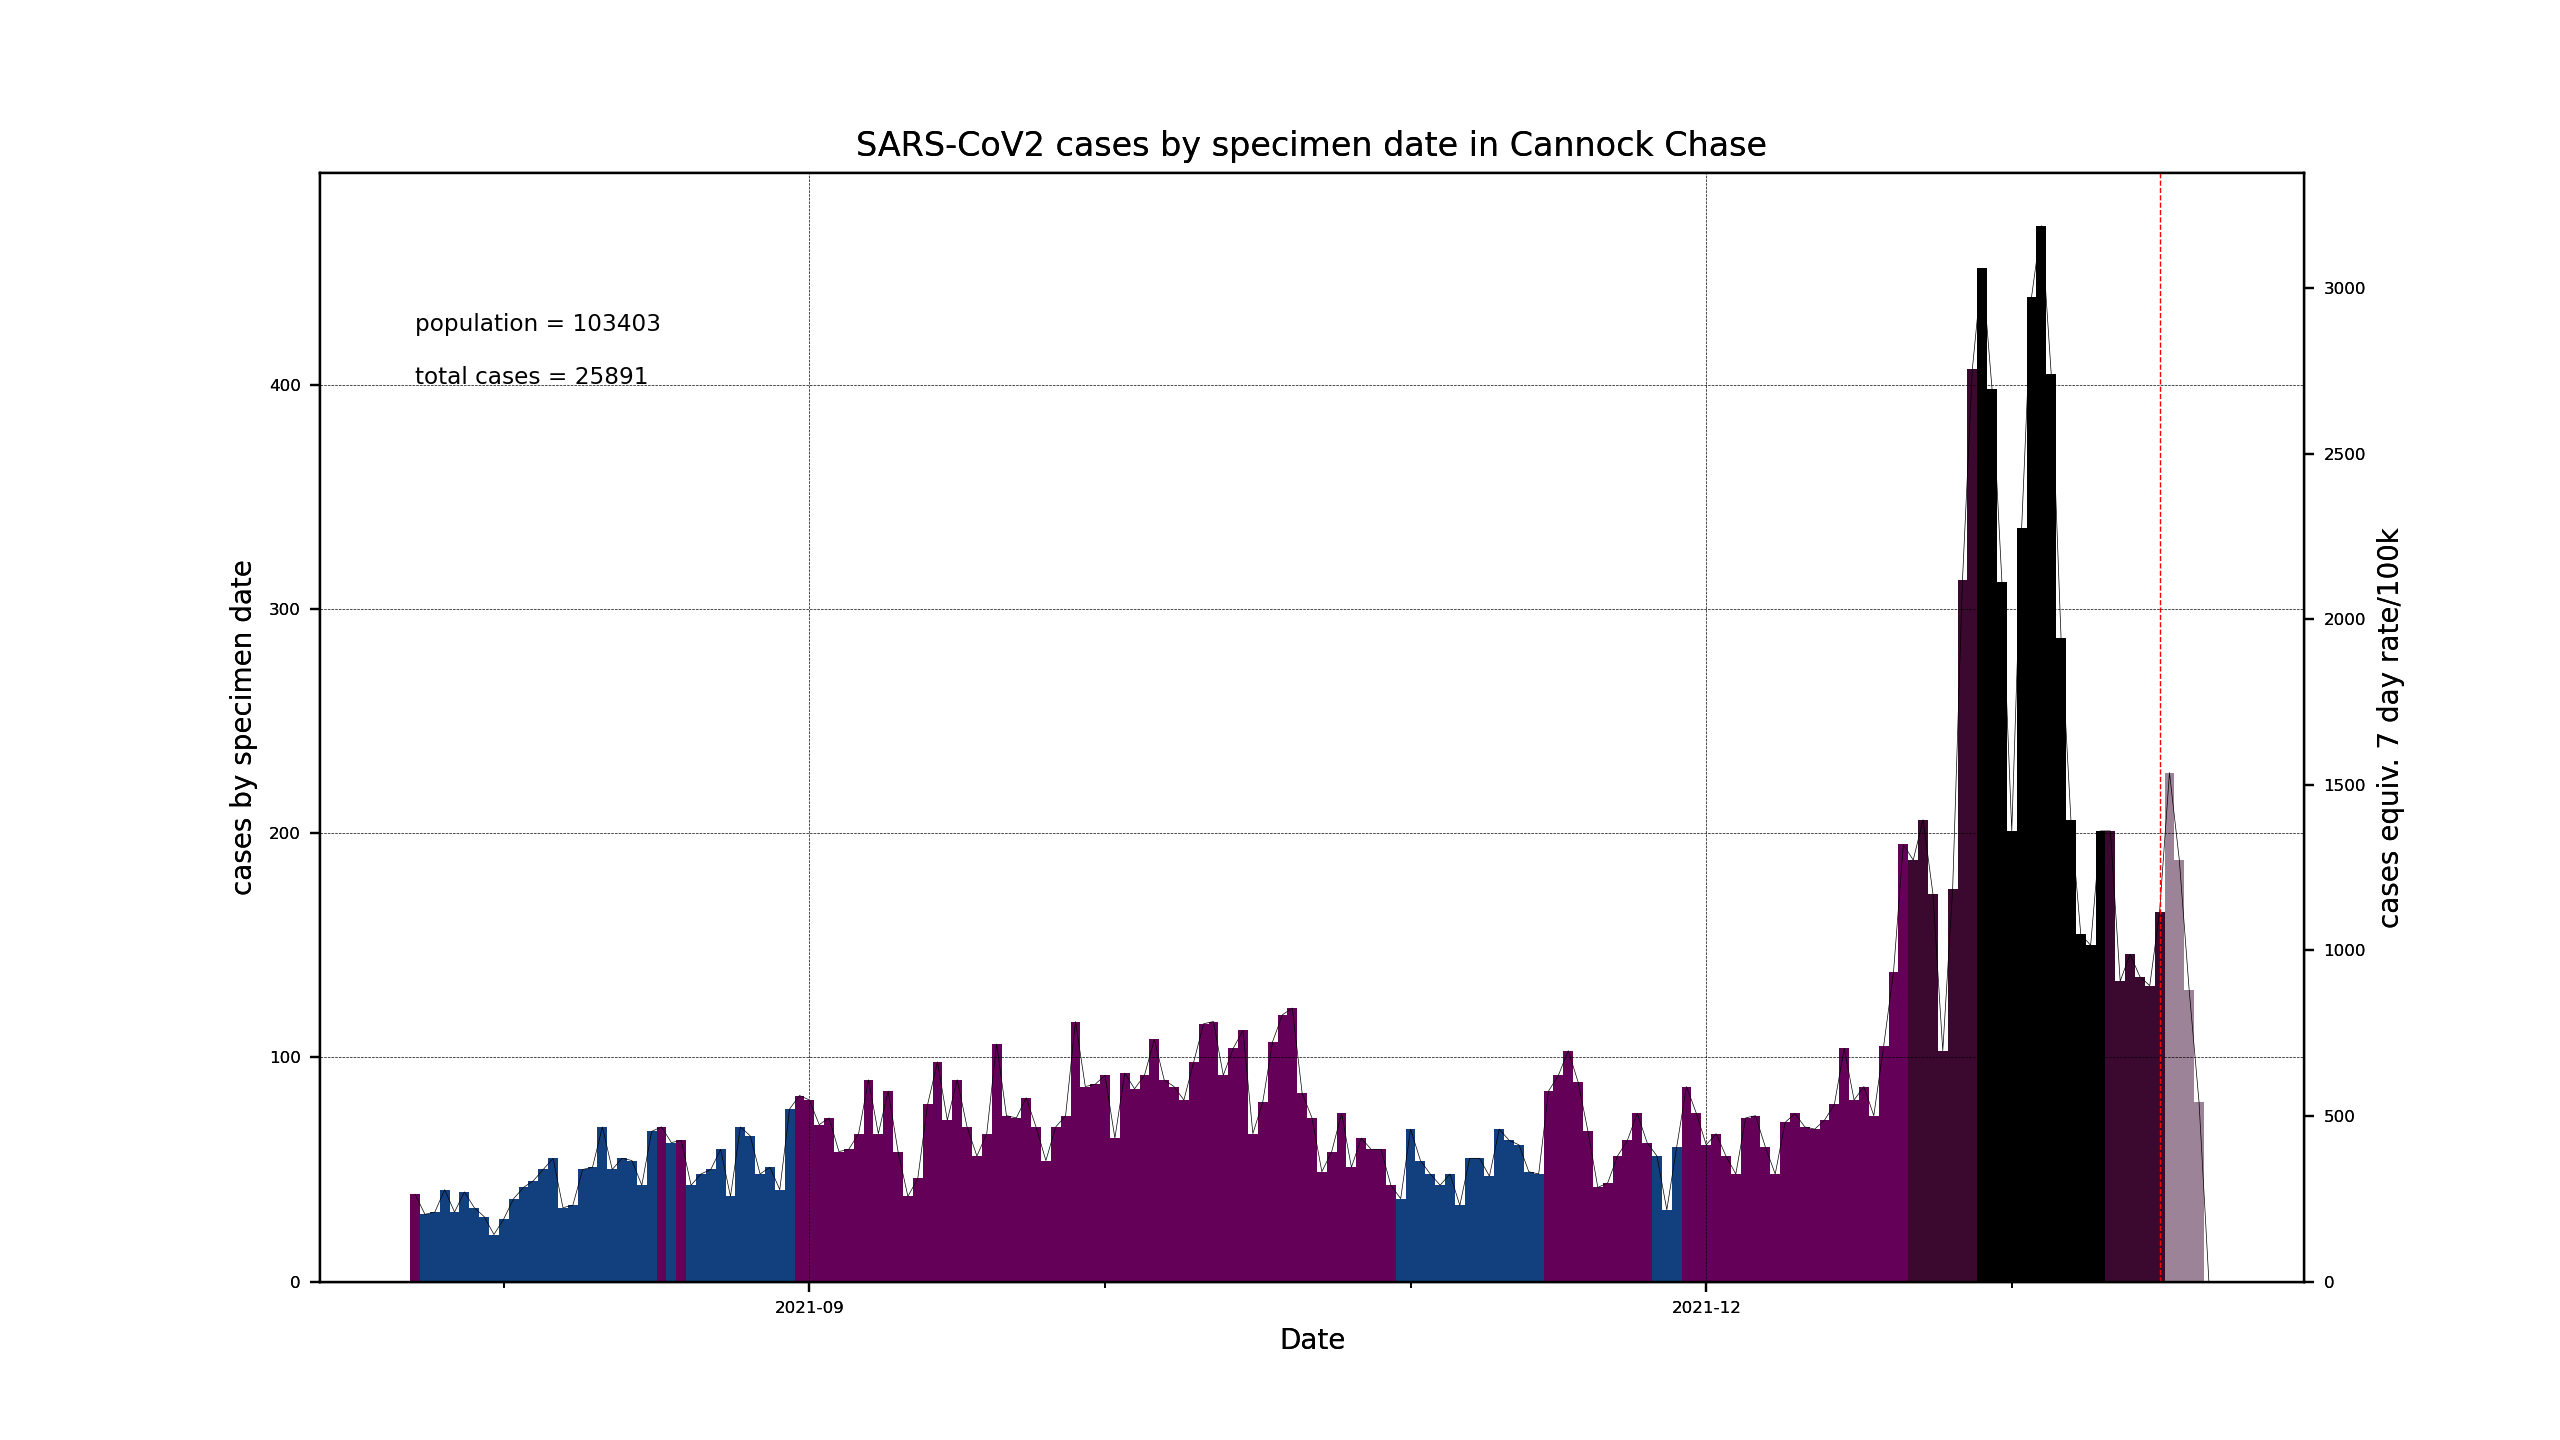 SARS-CoV2 cases by specimen date in Cannock Chase
population = 103403
total cases = 25891
cases by specimen date
400
300
200
100
0
3000
2500
2000
1500
1000
500
0
cases equiv. 7 day rate/100k
2021-09
2021-12
Date